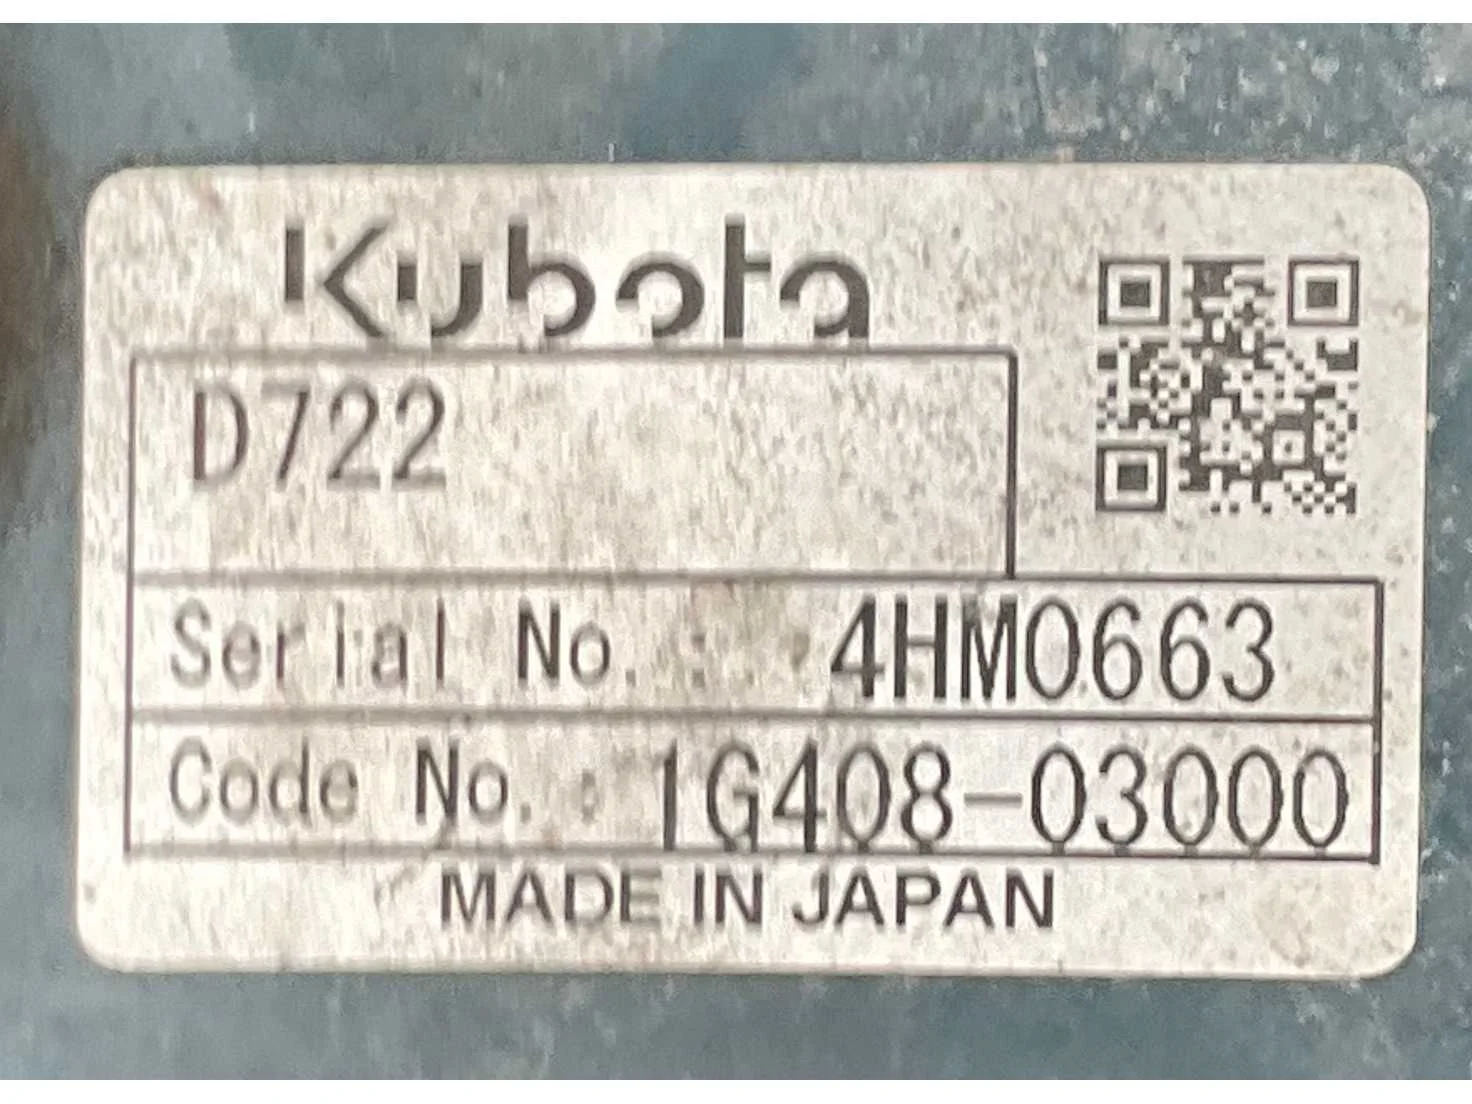 Kubota
D722
Serial No. : 4HM0663
Code No. : 1G408-03000
MADE IN JAPAN